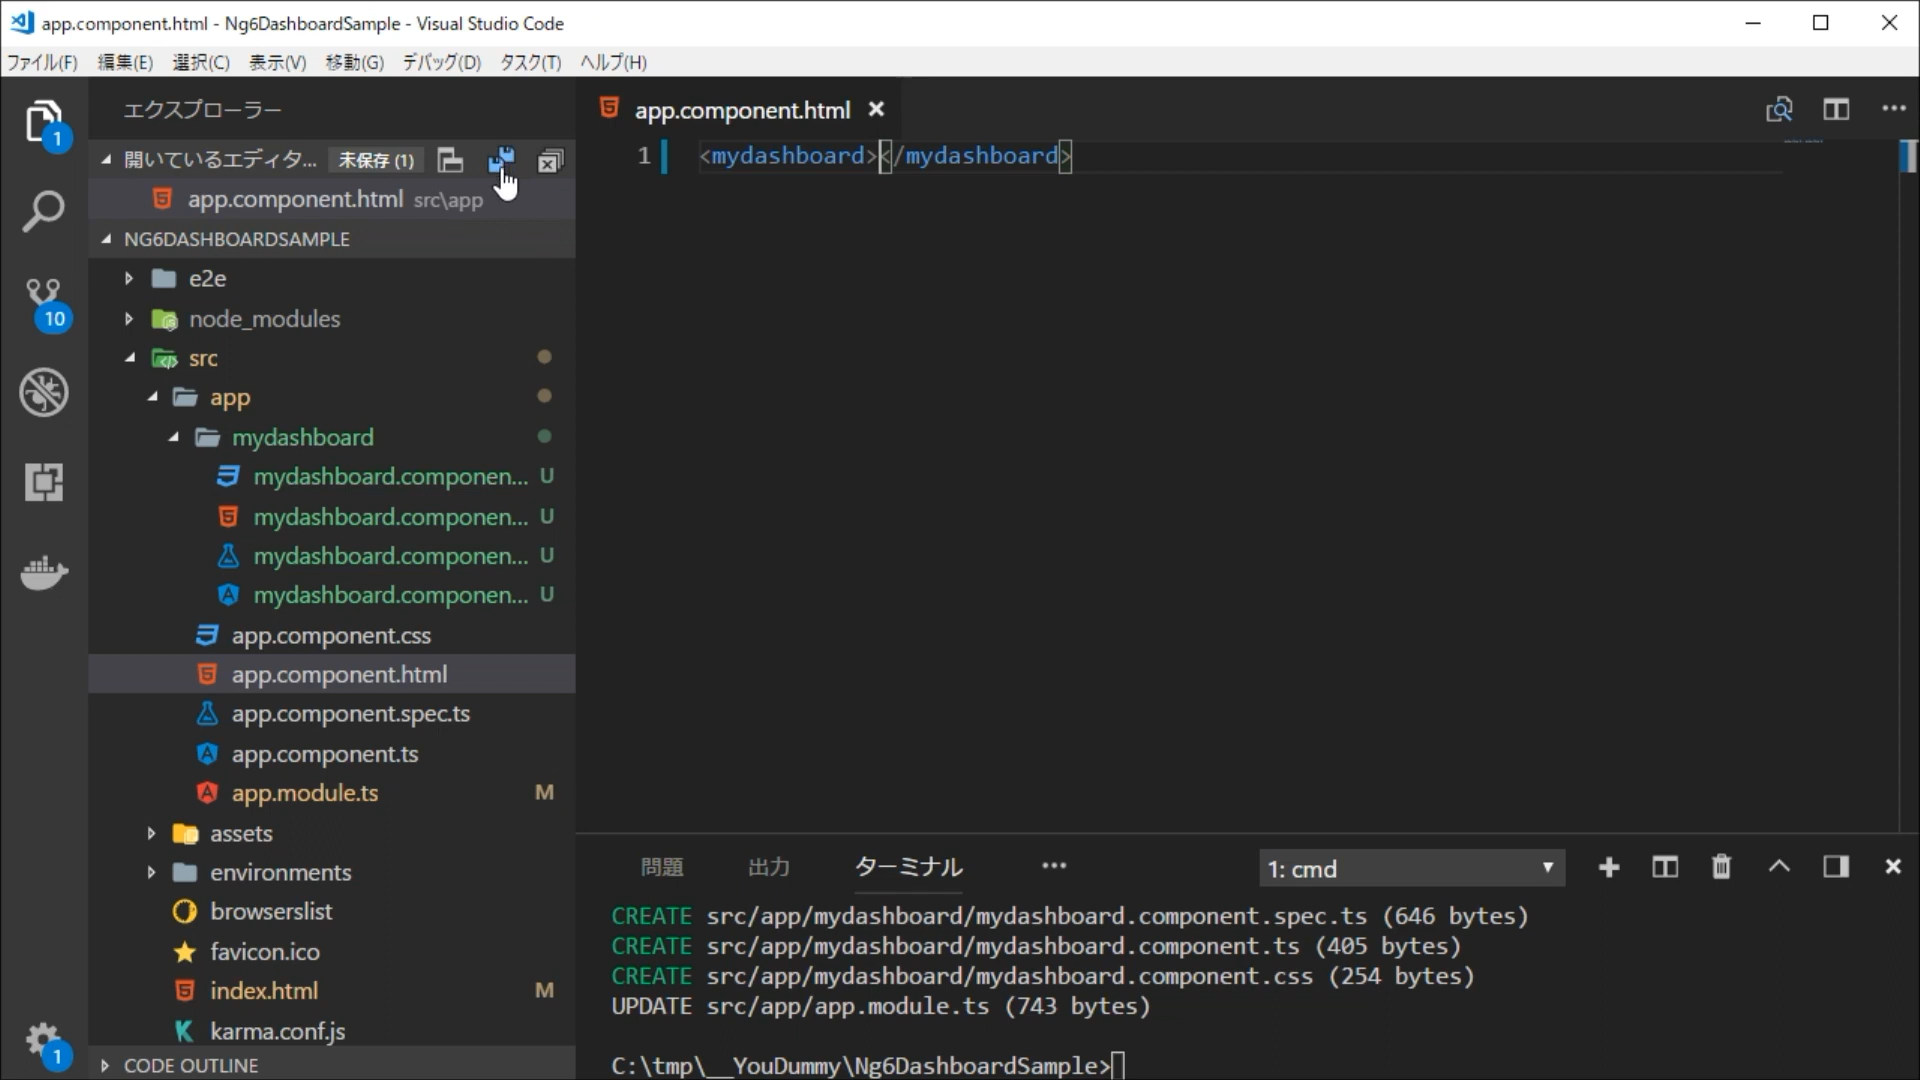 app.component.html - Ng6DashboardSample - Visual Studio Code
ファイル(F) 編集(E) 選択(C) 表示(V) 移動(G) デバッグ(D) タスク(T) ヘルプ(H)
エクスプローラー
1
開いているエディタ... 未保存 (1)
app.component.html src\app
NG6DASHBOARDSAMPLE
e2e
10
node_modules
src
app
mydashboard
mydashboard.componen... U
mydashboard.componen... U
mydashboard.componen... U
mydashboard.componen... U
app.component.css
app.component.html
app.component.spec.ts
app.component.ts
app.module.ts M
assets
environments
browserslist
favicon.ico
index.html M
karma.conf.js
1
CODE OUTLINE
app.component.html
1 <mydashboard></mydashboard>
問題 出力 ターミナル ... 1: cmd
CREATE src/app/mydashboard/mydashboard.component.spec.ts (646 bytes)
CREATE src/app/mydashboard/mydashboard.component.ts (405 bytes)
CREATE src/app/mydashboard/mydashboard.component.css (254 bytes)
UPDATE src/app/app.module.ts (743 bytes)
C:\tmp\__YouDummy\Ng6DashboardSample>